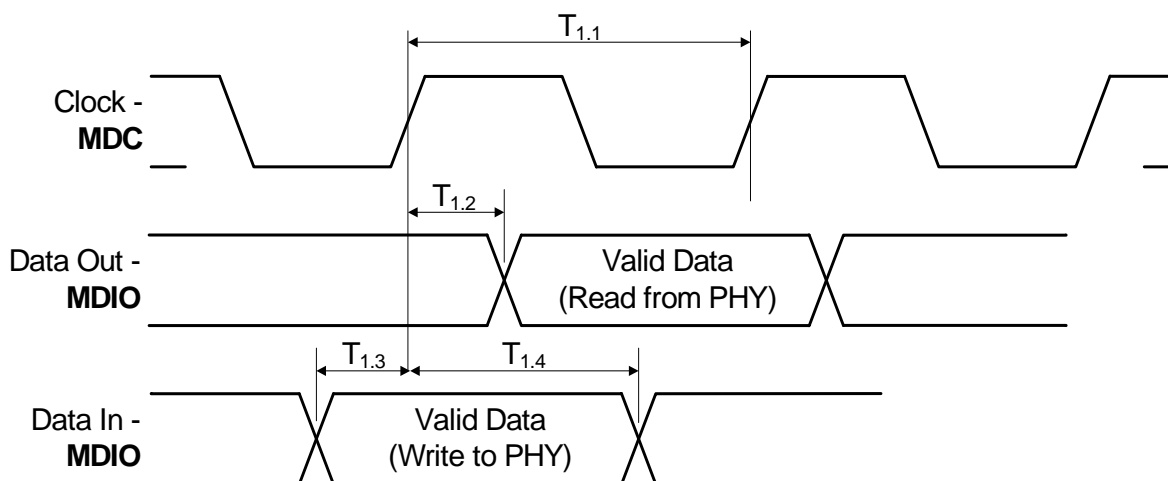 T1.1
Clock -
MDC
T1.2
Data Out -
MDIO
Valid Data
(Read from PHY)
T1.3
T1.4
Data In -
MDIO
Valid Data
(Write to PHY)